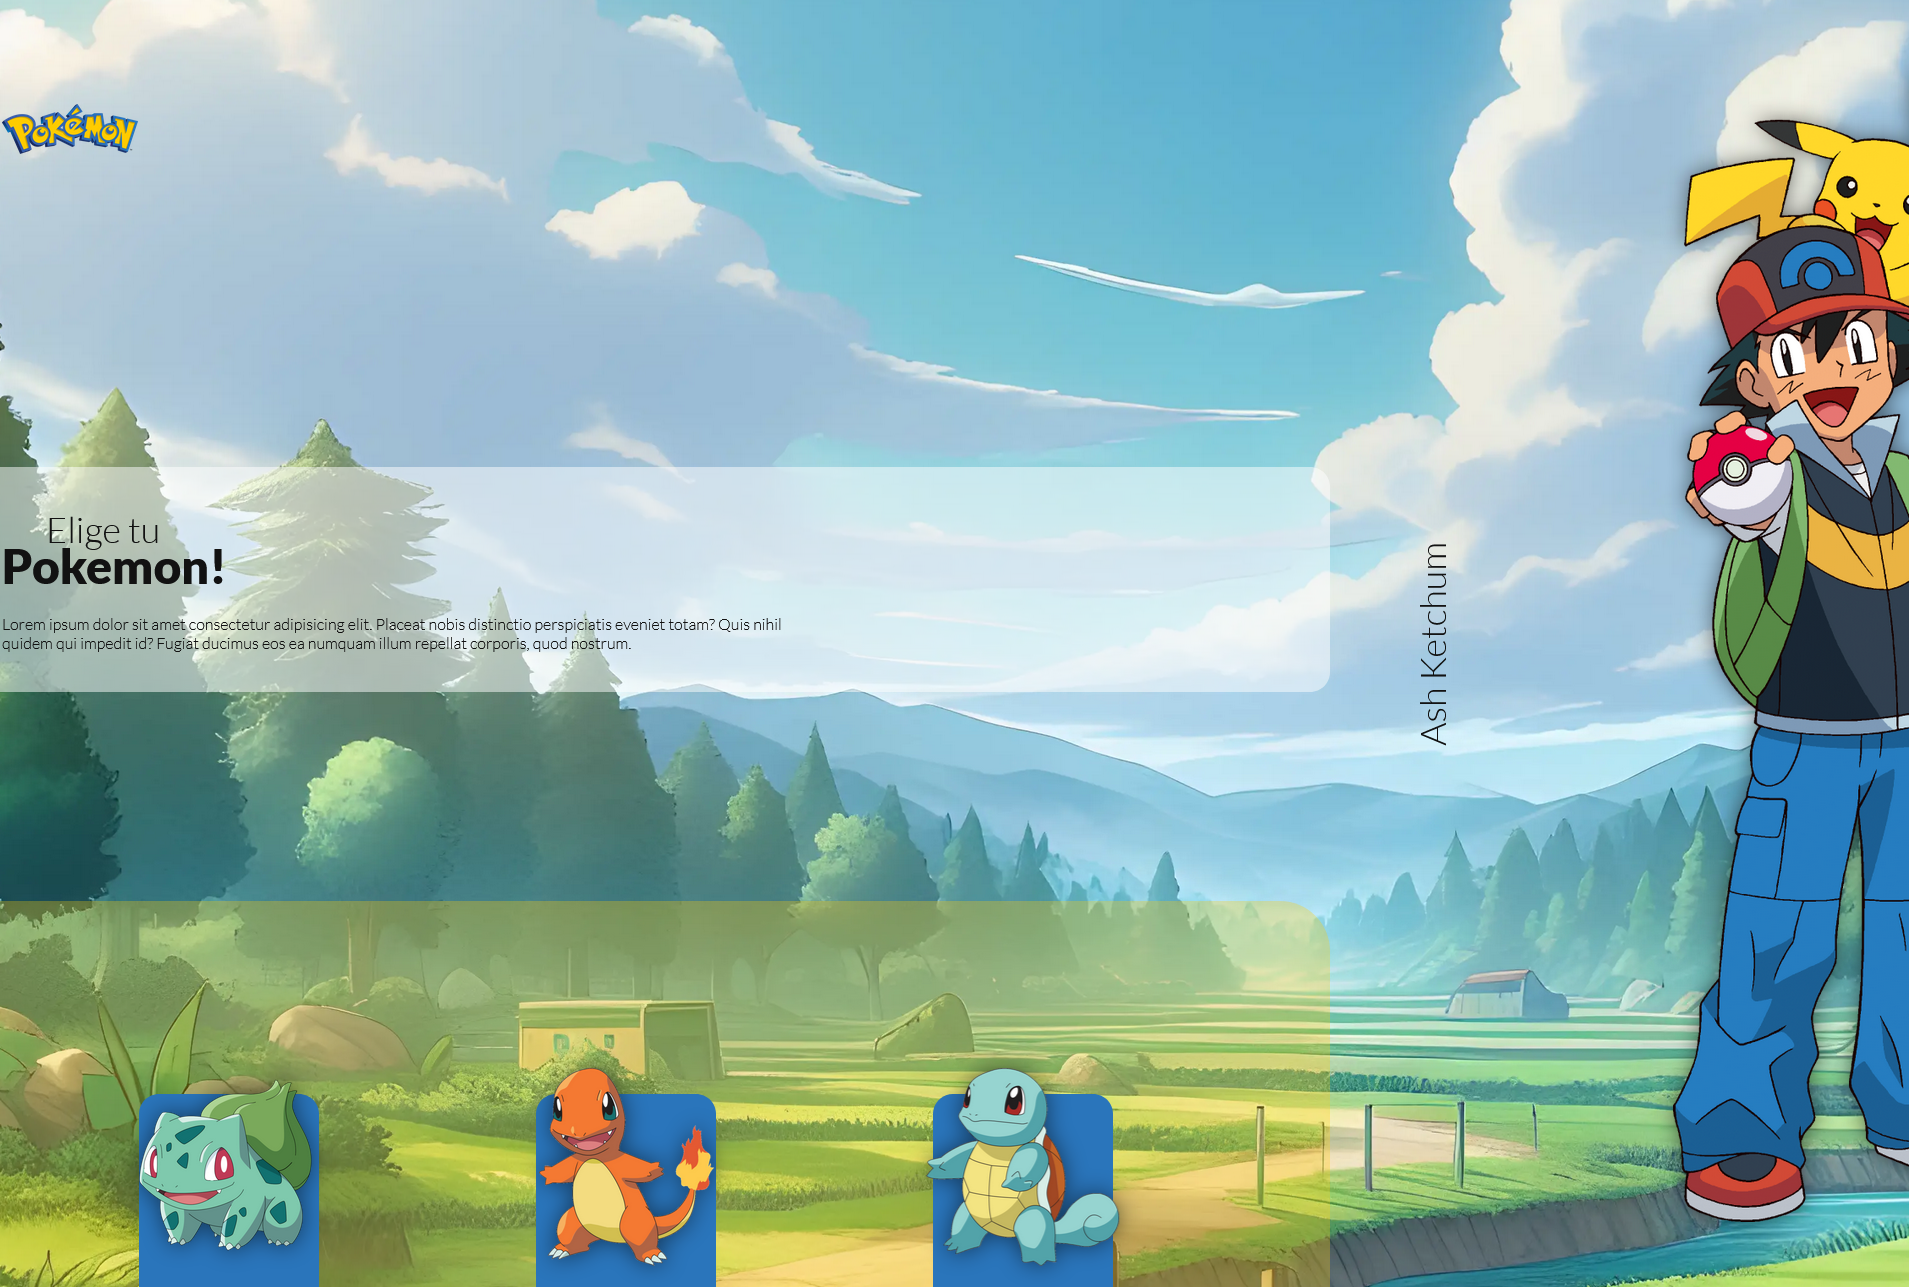 Pokémon
Elige tu
Pokemon!
Lorem ipsum dolor sit amet consectetur adipisicing elit. Placeat nobis distinctio perspiciatis eveniet totam? Quis nihil
quidem qui impedit id? Fugiat ducimus eos ea numquam illum repellat corporis, quod nostrum.
Ash Ketchum